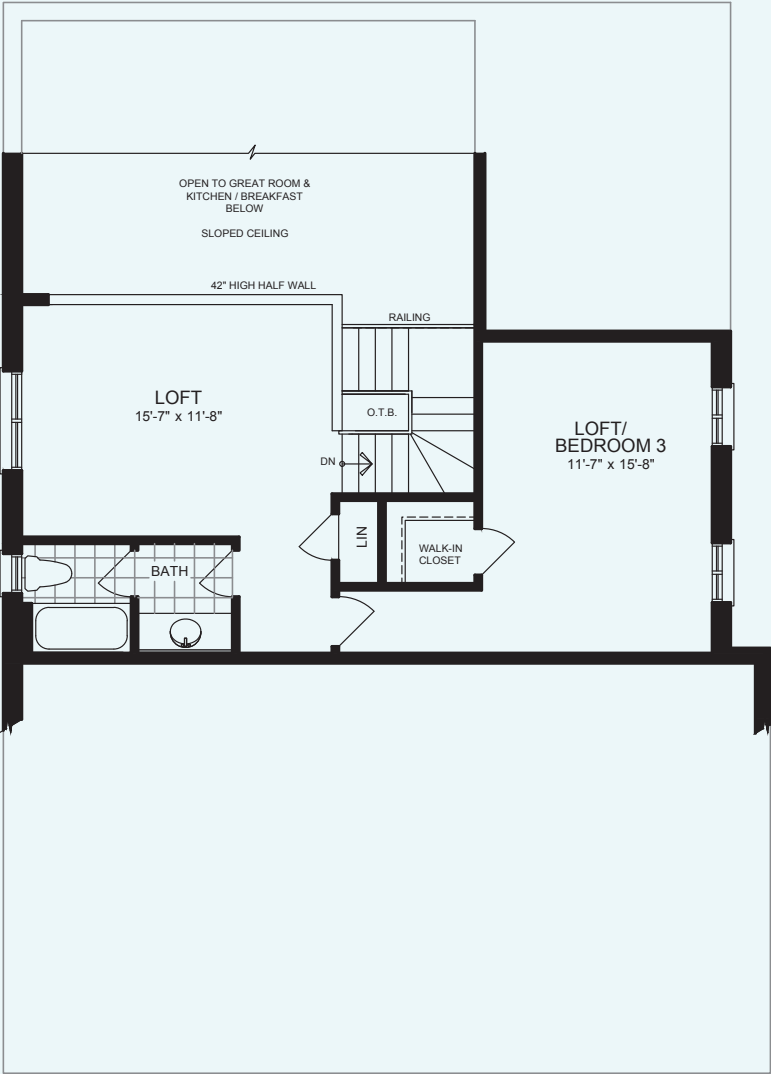 OPEN TO GREAT ROOM &
KITCHEN / BREAKFAST
BELOW
SLOPED CEILING
42" HIGH HALF WALL
RAILING
LOFT
15'-7" x 11'-8"
O.T.B.
LOFT/
BEDROOM 3
11'-7" x 15'-8"
DN
LIN
WALK-IN
CLOSET
BATH